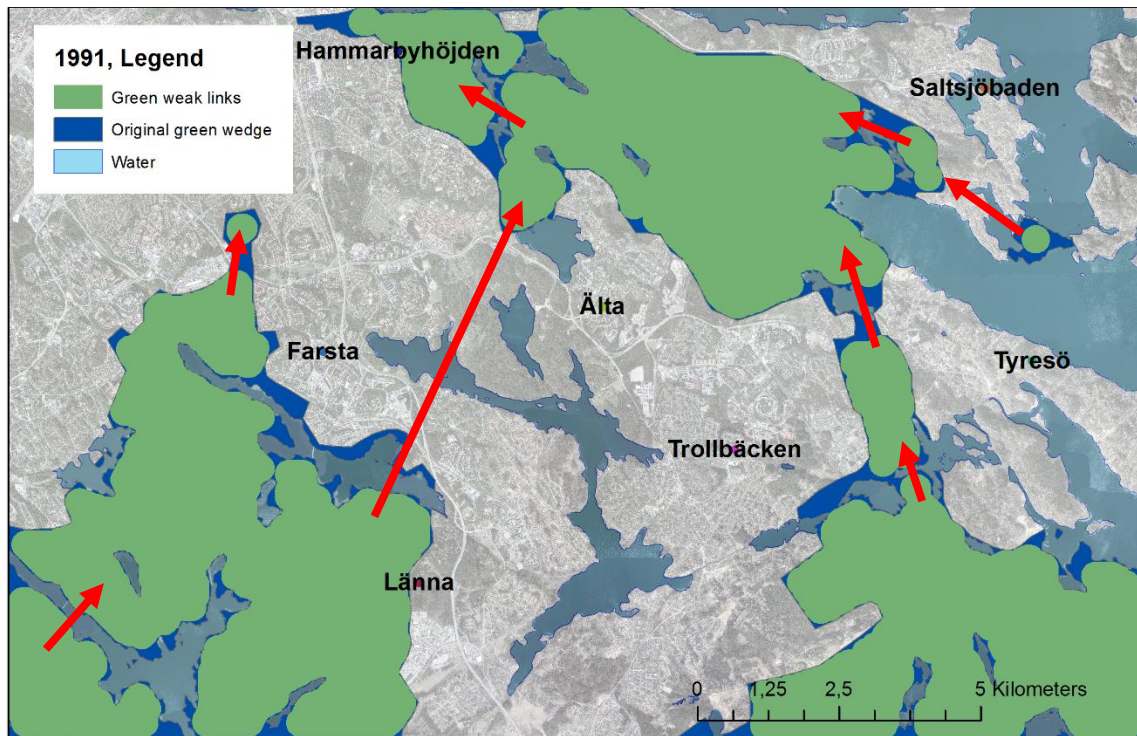 1991, Legend
Green weak links
Original green wedge
Water
Hammarbyhöjden
Saltsjöbaden
Älta
Farsta
Tyresö
Trollbäcken
Länna
0 1,25 2,5 5 Kilometers